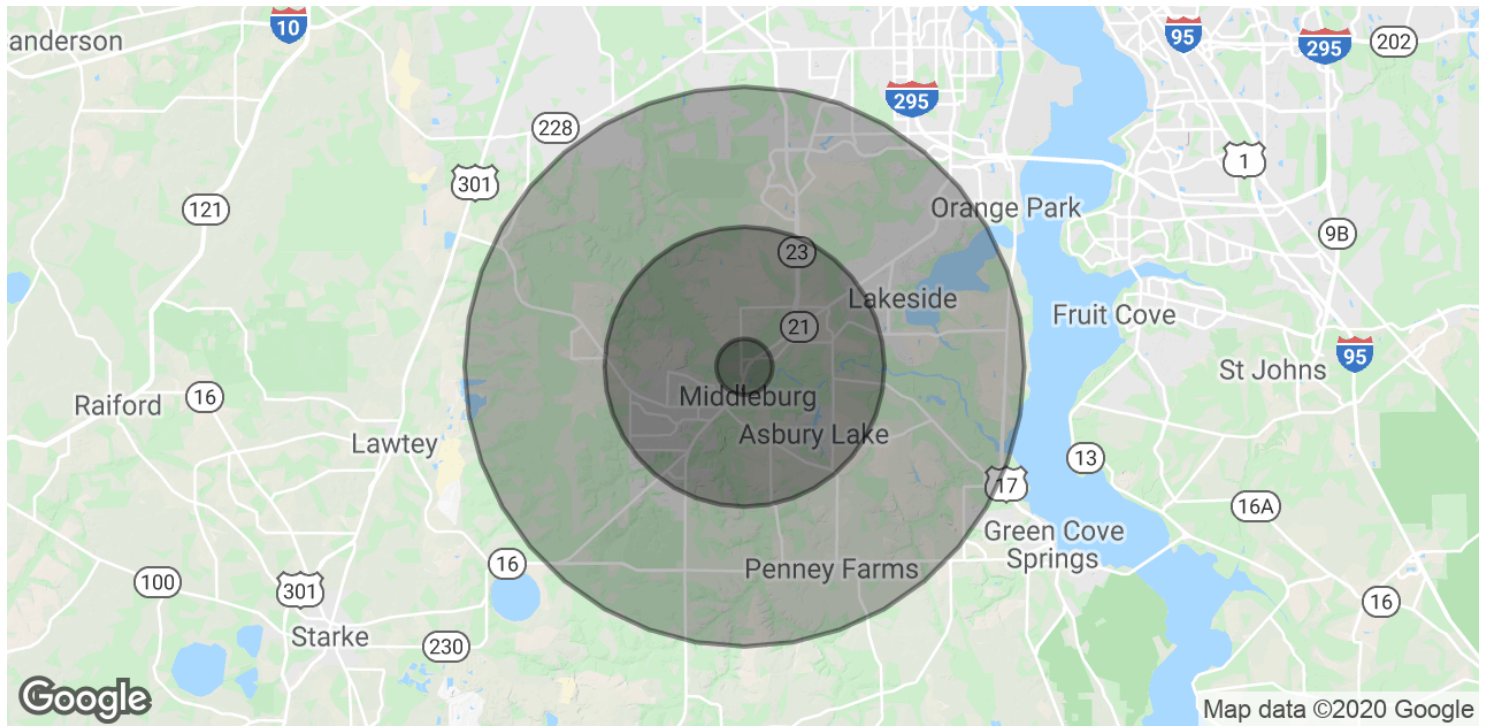 10
95
295
202
anderson
295
228
1
301
121
Orange Park
9B
23
Lakeside
Fruit Cove
21
95
St Johns
Raiford
16
Middleburg
Asbury Lake
Lawtey
13
17
16A
Green Cove
Springs
16
Penney Farms
100
301
16
Starke
230
Google
Map data ©2020 Google